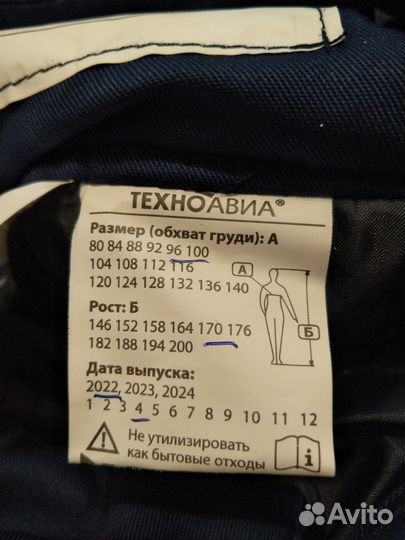 ТЕХНОАВИА®
Размер (обхват груди): А
80 84 88 92 96 100
104 108 112 116
120 124 128 132 136 140
А
Рост: Б
146 152 158 164 170 176
182 188 194 200
Б
Дата выпуска:
2022, 2023, 2024
1 2 3 4 5 6 7 8 9 10 11 12
Не утилизировать
как бытовые отходы
Avito